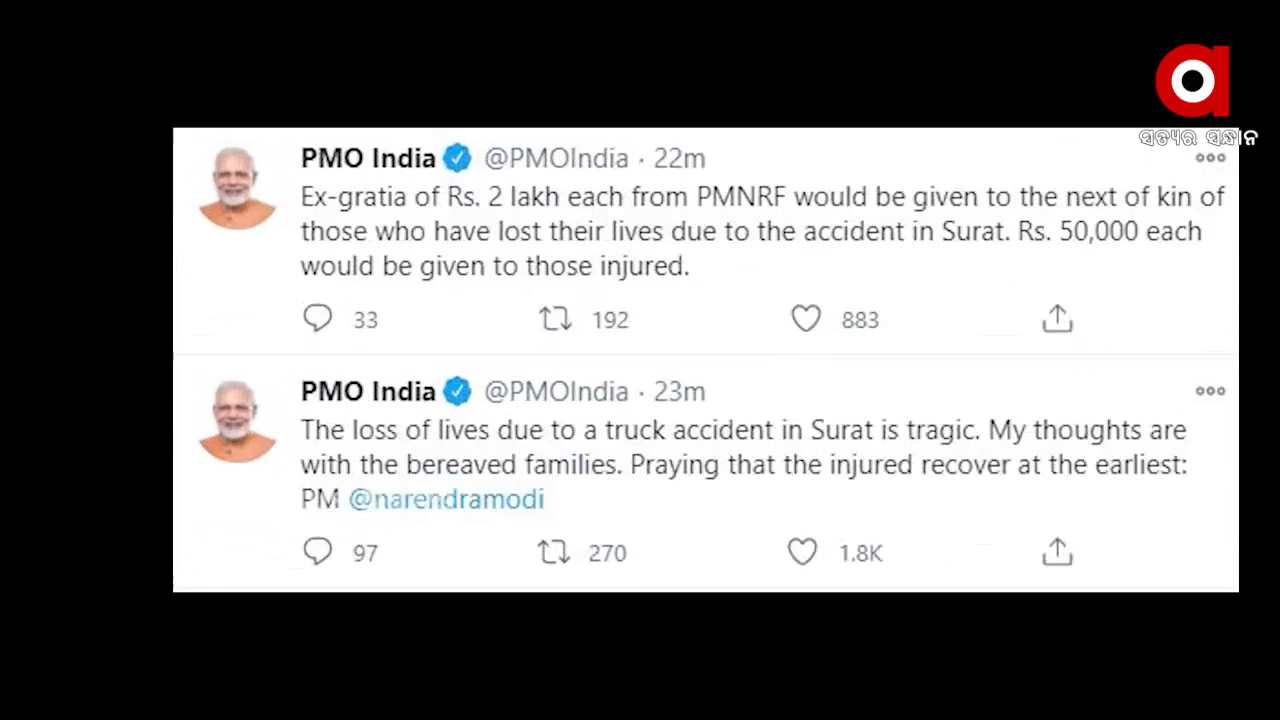 ସତ୍ୟର ସନ୍ଧାନ
PMO India @PMOIndia · 22m
Ex-gratia of Rs. 2 lakh each from PMNRF would be given to the next of kin of
those who have lost their lives due to the accident in Surat. Rs. 50,000 each
would be given to those injured.
33 192 883
PMO India @PMOIndia · 23m
The loss of lives due to a truck accident in Surat is tragic. My thoughts are
with the bereaved families. Praying that the injured recover at the earliest:
PM @narendramodi
97 270 1.8K